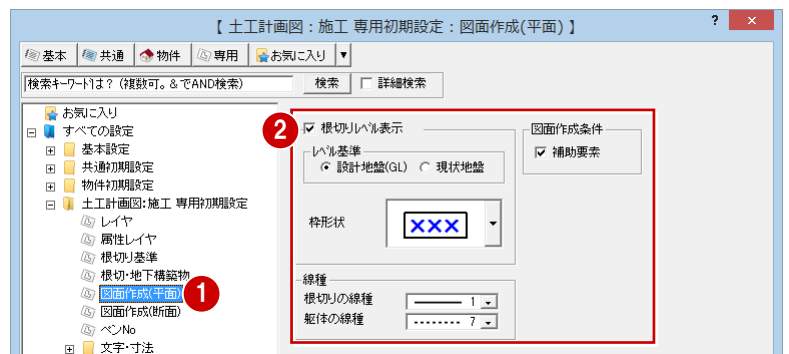 【 土工計画図：施工 専用初期設定：図面作成(平面) 】
? ×
基本 共通 物件 専用 お気に入り ▼
検索キーワードは？（複数可。＆でAND検索） 検索 詳細検索
お気に入り
すべての設定
基本設定
共通初期設定
物件初期設定
土工計画図:施工 専用初期設定
レイヤ
属性レイヤ
根切り基準
根切・地下構築物
図面作成(平面) 1
図面作成(断面)
ペンNo
文字・寸法
2 根切りレベル表示
レベル基準
設計地盤(GL) 現状地盤
枠形状 ×××
線種
根切りの線種 1
躯体の線種 7
図面作成条件
補助要素